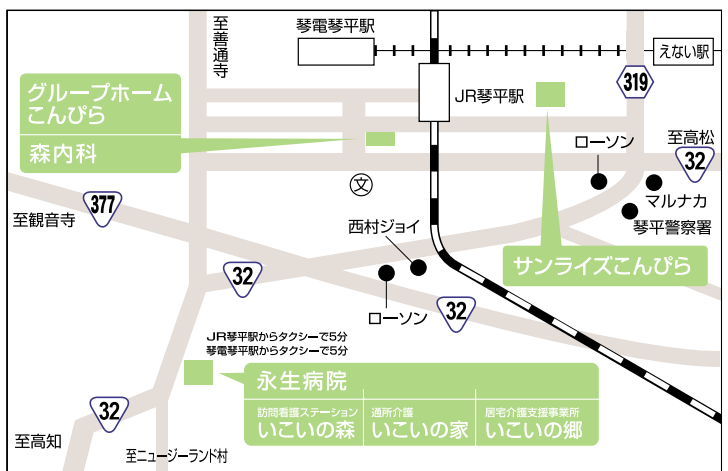 至善通寺
琴電琴平駅
えない駅
319
JR琴平駅
グループホーム
こんぴら
森内科
ローソン
至高松
32
文
マルナカ
377
琴平警察署
至観音寺
西村ジョイ
サンライズこんぴら
32
ローソン
32
JR琴平駅からタクシーで5分
琴電琴平駅からタクシーで5分
永生病院
訪問看護ステーション
いこいの森
通所介護
いこいの家
居宅介護支援事業所
いこいの郷
32
至高知
至ニュージーランド村